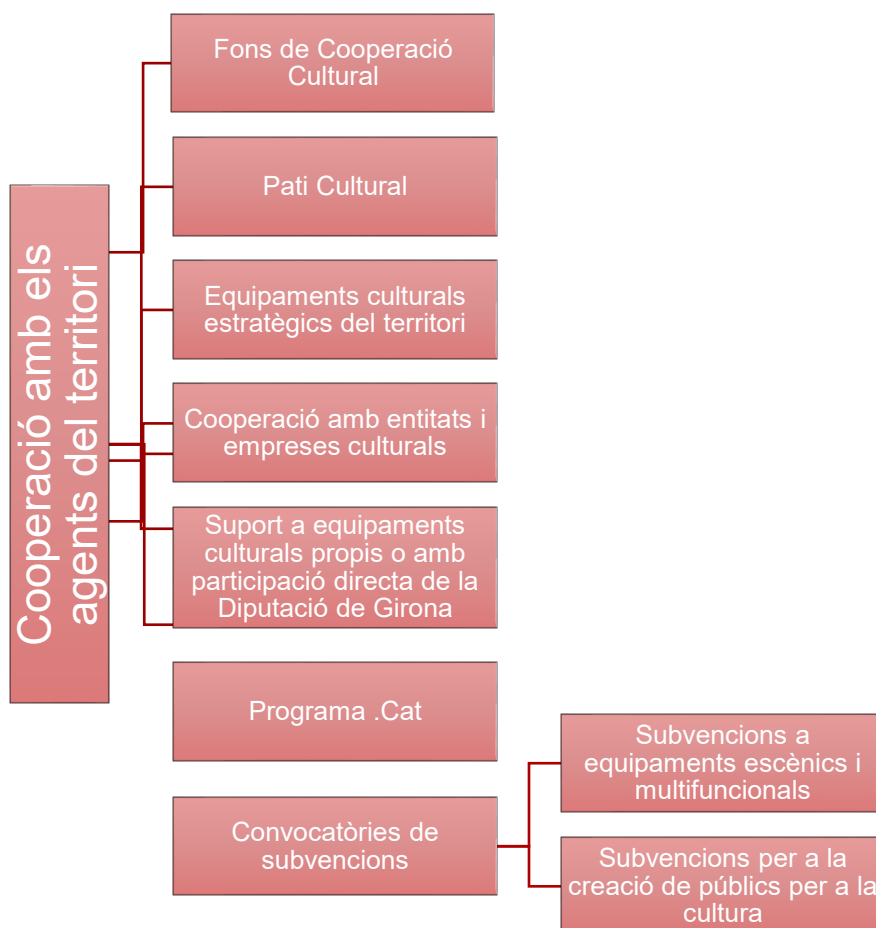 Cooperació amb els
agents del territori
Fons de Cooperació
Cultural
Pati Cultural
Equipaments culturals
estratègics del territori
Cooperació amb entitats i
empreses culturals
Suport a equipaments
culturals propis o amb
participació directa de la
Diputació de Girona
Programa .Cat
Convocatòries de
subvencions
Subvencions a
equipaments escènics i
multifuncionals
Subvencions per a la
creació de públics per a la
cultura